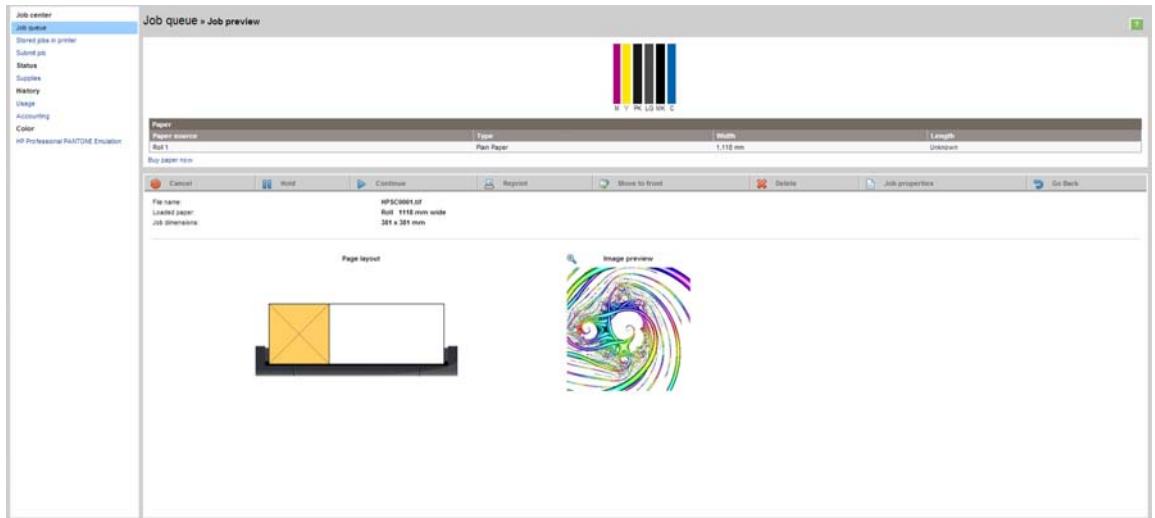 Job center
Job queue
Stored jobs in printer
Submit job
Status
Supplies
History
Usage
Accounting
Color
HP Professional PANTONE Emulation
Job queue » Job preview
?
M Y PK LG MK C
Paper
Paper source Type Width Length
Roll 1 Plain Paper 1,118 mm Unknown
Buy paper now
Cancel Hold Continue Reprint Move to front Delete Job properties Go Back
File name: HPSC0001.tif
Loaded paper: Roll 1118 mm wide
Job dimensions: 381 x 381 mm
Page layout Image preview